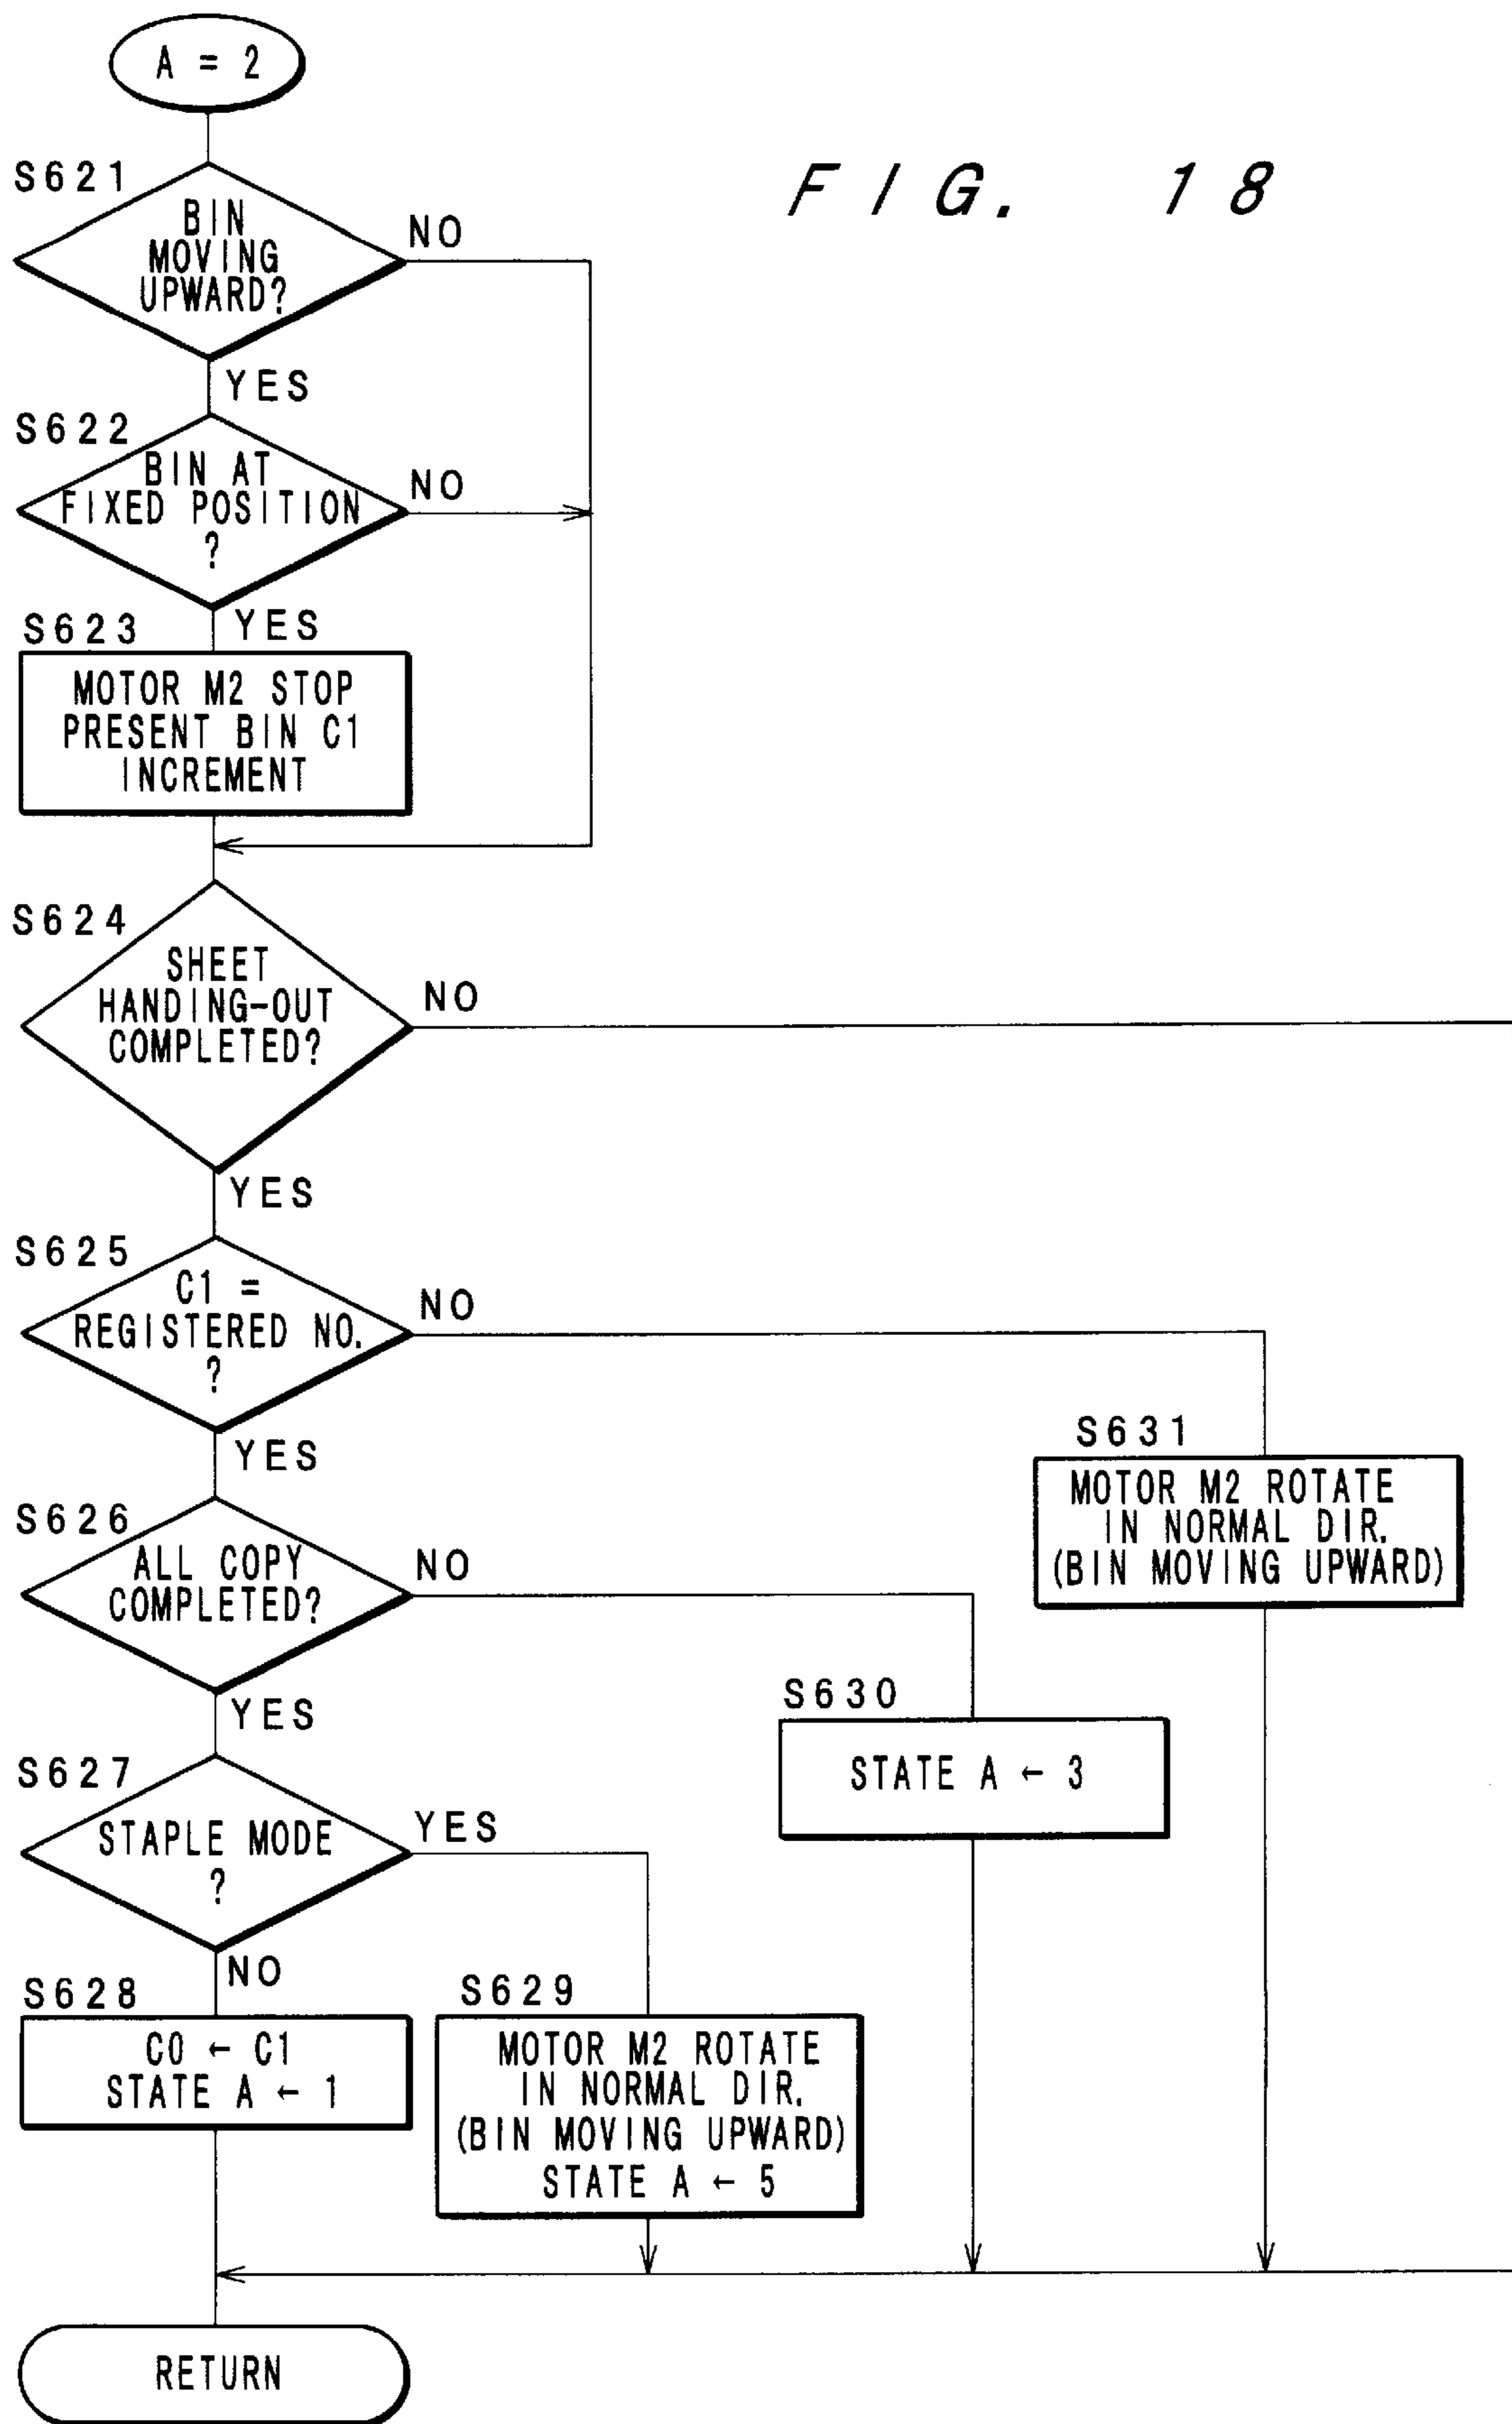 A = 2
FIG. 18
S621
BIN
MOVING
UPWARD?
NO
YES
S622
BIN AT
FIXED POSITION
?
NO
YES
S623
MOTOR M2 STOP
PRESENT BIN C1
INCREMENT
S624
SHEET
HANDING-OUT
COMPLETED?
NO
YES
S625
C1 =
REGISTERED NO.
?
NO
YES
S631
MOTOR M2 ROTATE
IN NORMAL DIR.
(BIN MOVING UPWARD)
S626
ALL COPY
COMPLETED?
NO
YES
S630
STATE A ← 3
S627
STAPLE MODE
?
YES
NO
S628
C0 ← C1
STATE A ← 1
S629
MOTOR M2 ROTATE
IN NORMAL DIR.
(BIN MOVING UPWARD)
STATE A ← 5
RETURN